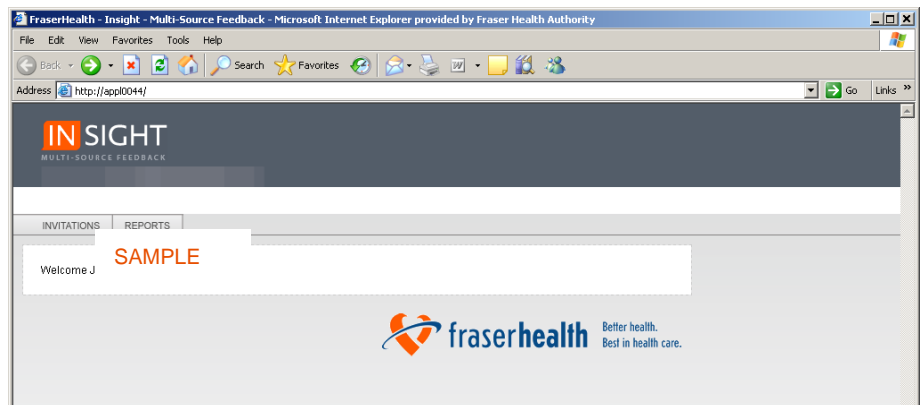 FraserHealth - Insight - Multi-Source Feedback - Microsoft Internet Explorer provided by Fraser Health Authority
File Edit View Favorites Tools Help
Back Search Favorites
Address http://appl0044/ Go Links »
INSIGHT
MULTI-SOURCE FEEDBACK
INVITATIONS REPORTS
SAMPLE
Welcome J
fraserhealth Better health.
Best in health care.